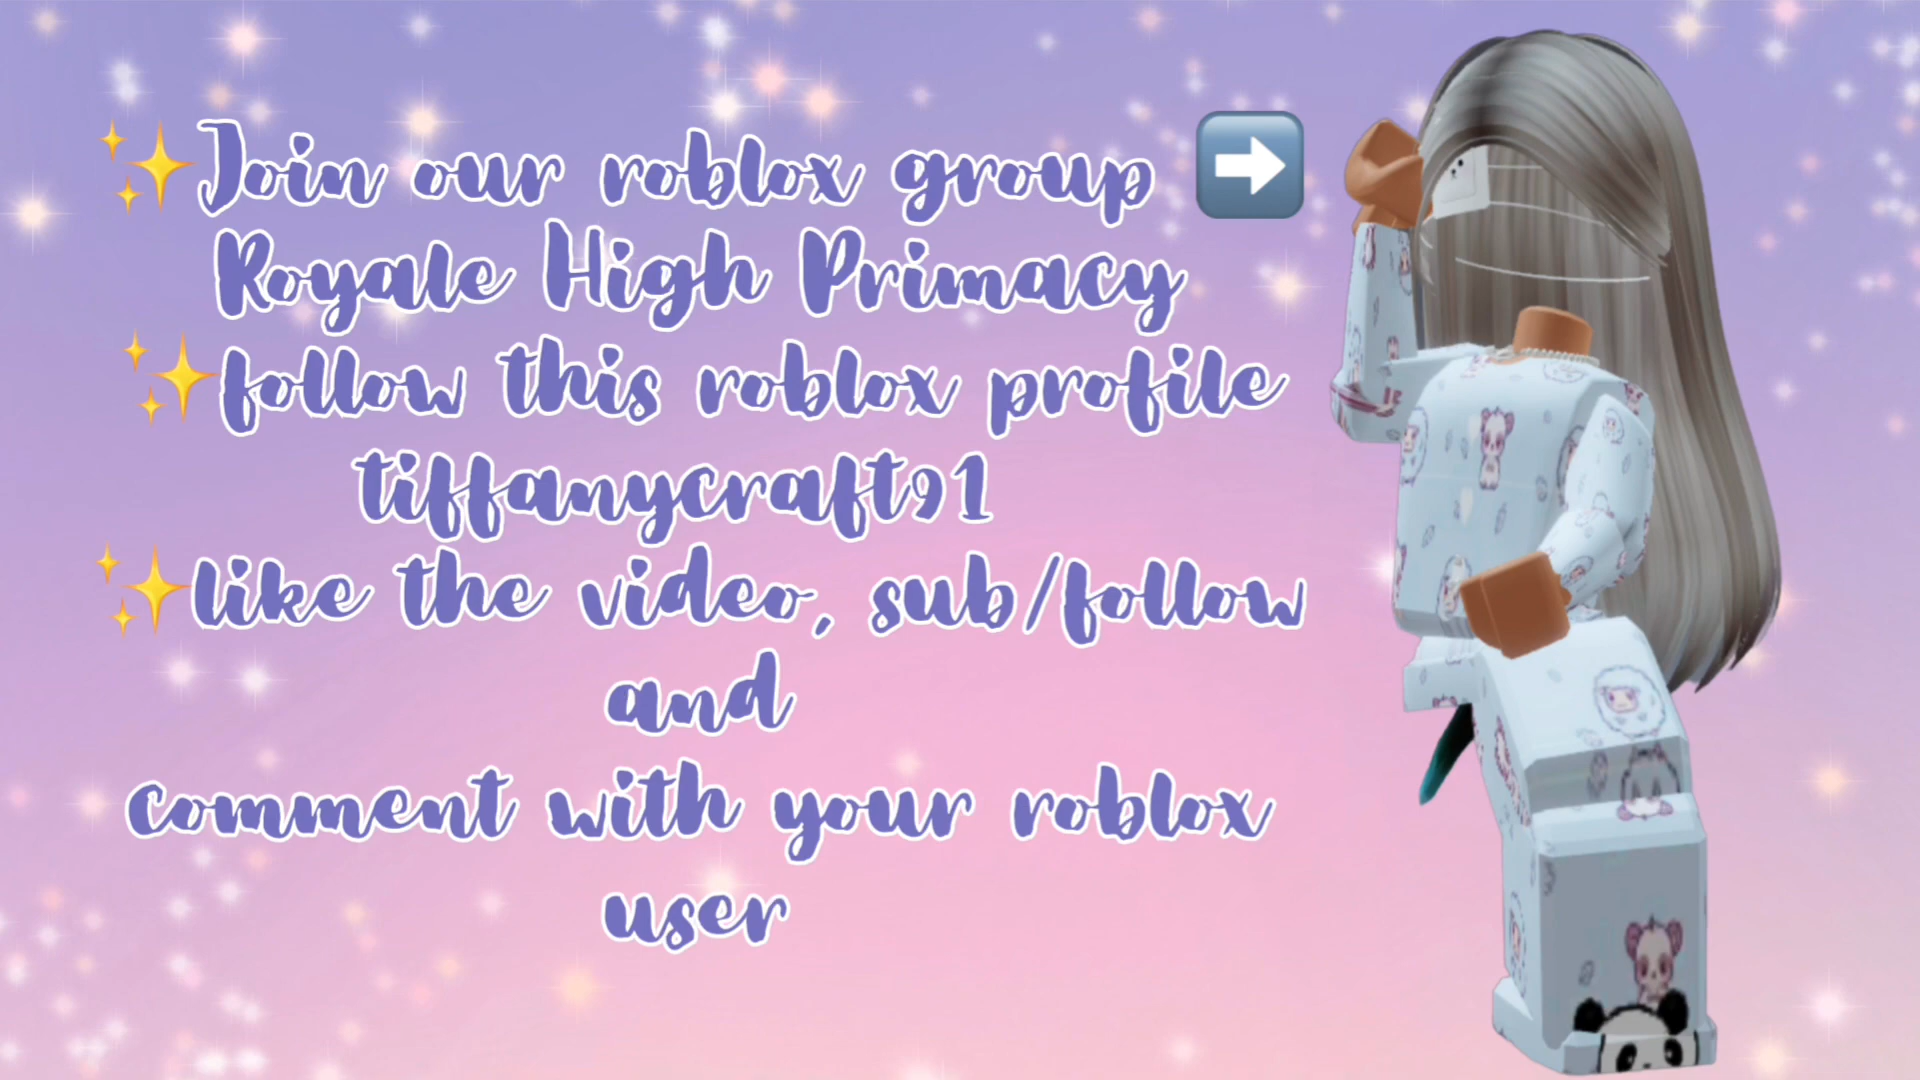 ✨Join our roblox group ➡️
Royale High Primacy
✨follow this roblox profile
tiffanycraft91
✨like the video, sub/follow
and
comment with your roblox
user